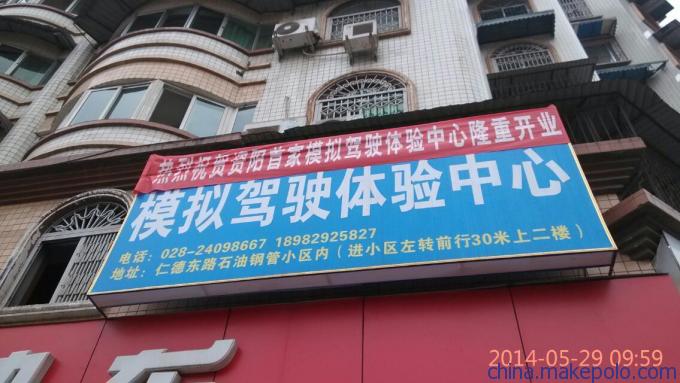 热烈祝贺资阳首家模拟驾驶体验中心隆重开业
模拟驾驶体验中心
电话：028-24098667 18982925827
地址：仁德东路石油钢管小区内（进小区左转前行30米上二楼）
2014-05-29 09:59
china.makepolo.com